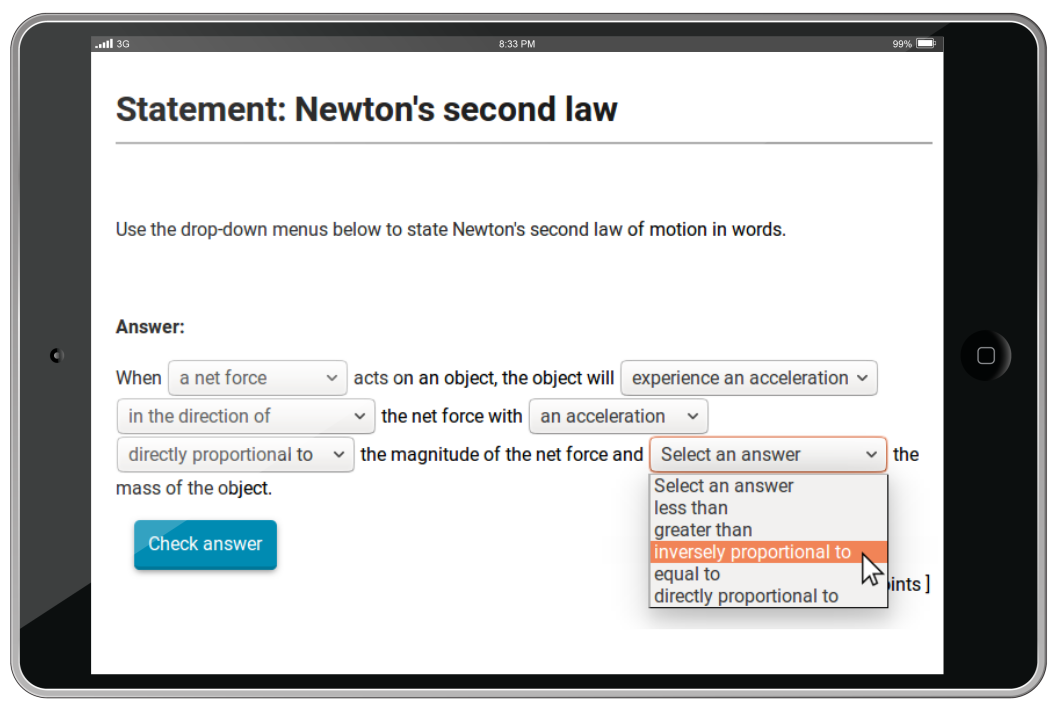 3G 8:33 PM 99%
Statement: Newton's second law
Use the drop-down menus below to state Newton's second law of motion in words.
Answer:
When a net force acts on an object, the object will experience an acceleration
in the direction of the net force with an acceleration
directly proportional to the magnitude of the net force and Select an answer the
mass of the object.
Select an answer
less than
greater than
inversely proportional to
equal to
directly proportional to
Check answer
]